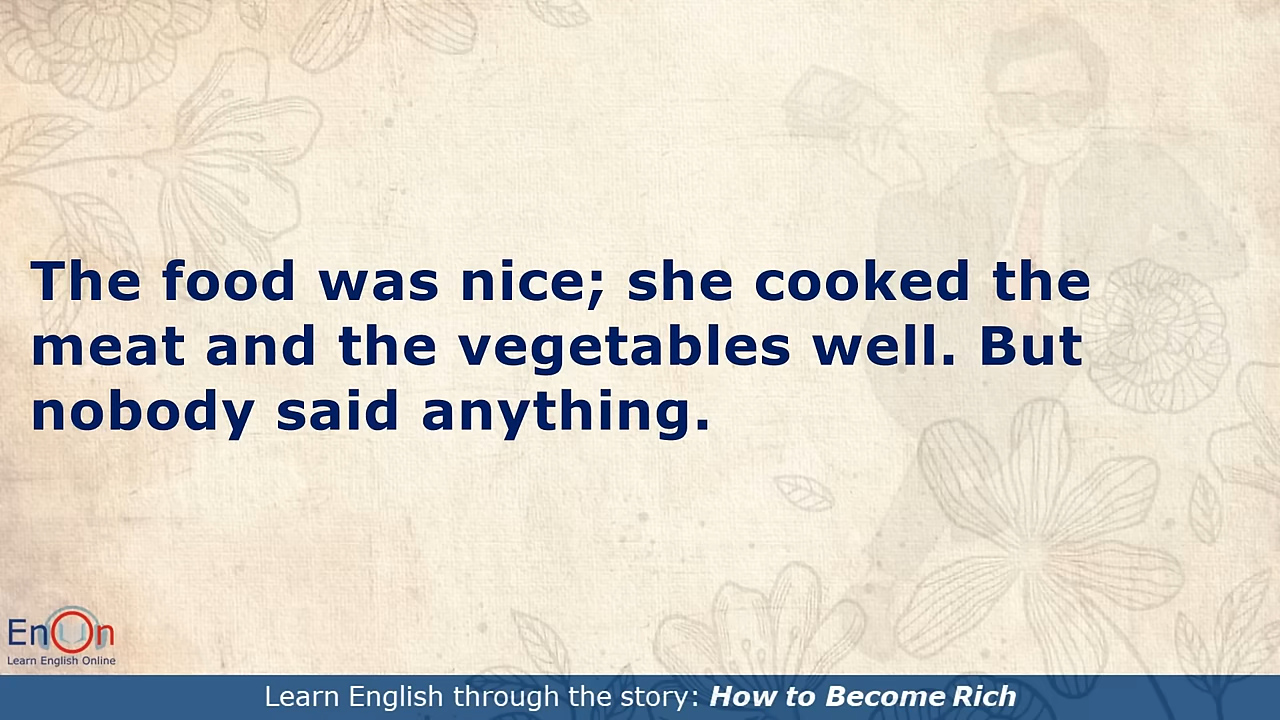 The food was nice; she cooked the
meat and the vegetables well. But
nobody said anything.
EnOn
Learn English Online
Learn English through the story: How to Become Rich